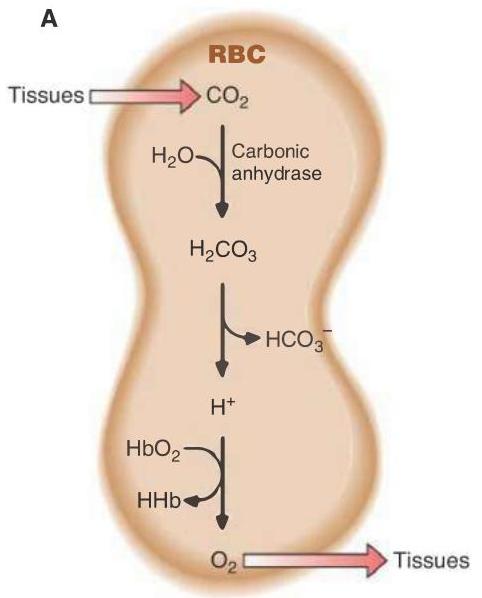 A
RBC
Tissues
CO₂
H₂O
Carbonic
anhydrase
H₂CO₃
HCO₃⁻
H⁺
HbO₂
HHb
O₂
Tissues